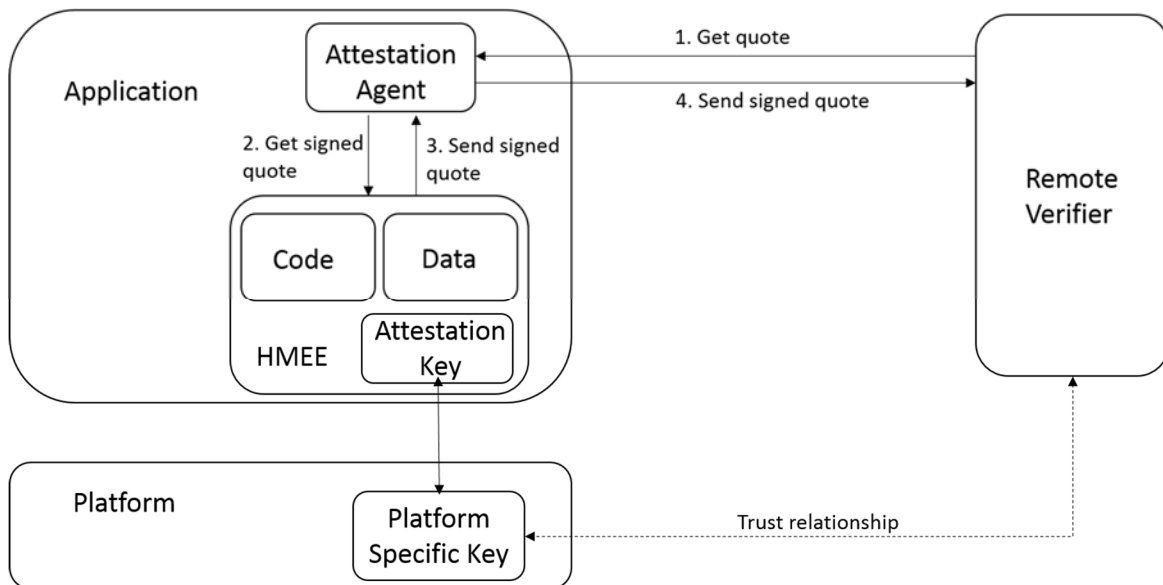 Attestation
Agent
Application
1. Get quote
4. Send signed quote
2. Get signed
quote
3. Send signed
quote
Remote
Verifier
Code
Data
HMEE
Attestation
Key
Platform
Platform
Specific Key
Trust relationship